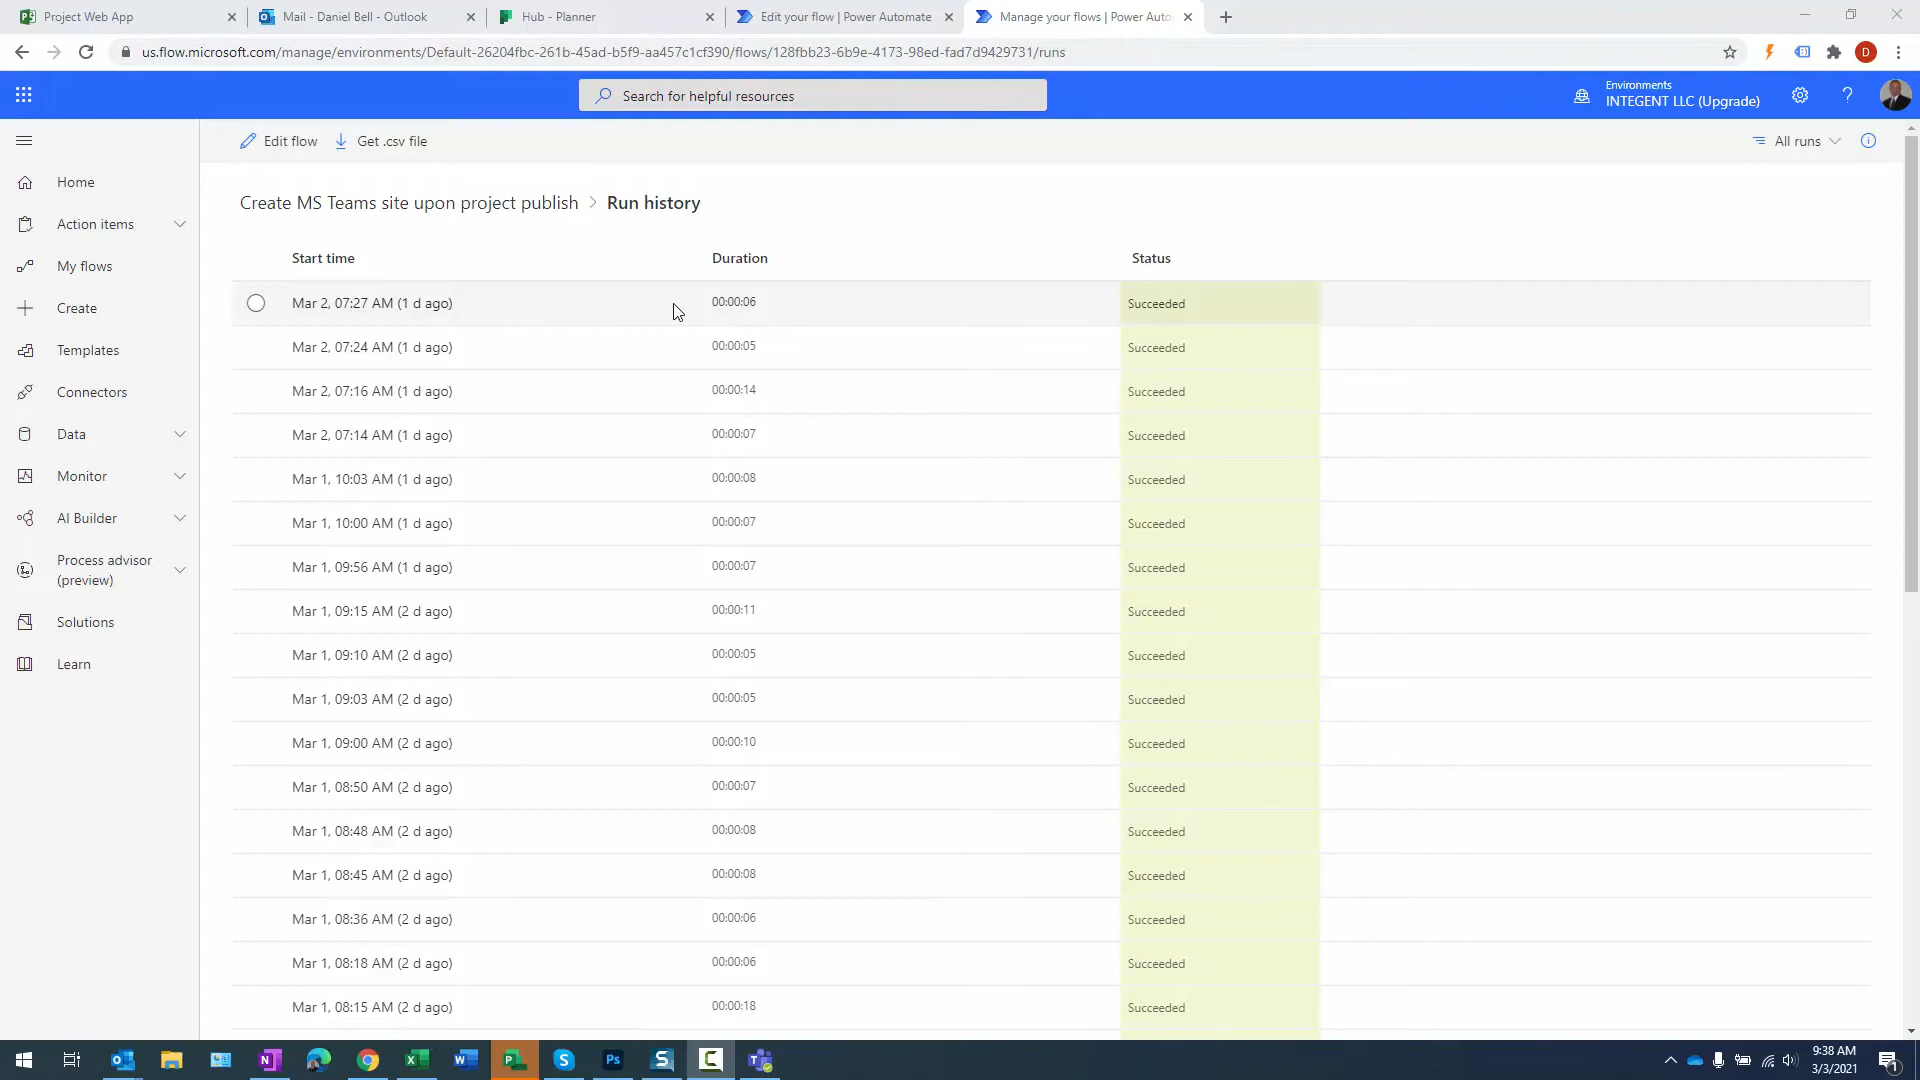 Project Web App
Mail - Daniel Bell - Outlook
Hub - Planner
Edit your flow | Power Automate
Manage your flows | Power Auto
us.flow.microsoft.com/manage/environments/Default-26204fbc-261b-45ad-b5f9-aa457c1cf390/flows/128fbb23-6b9e-4173-98ed-fad7d9429731/runs
D
Search for helpful resources
Environments
INTEGENT LLC (Upgrade)
Edit flow
Get .csv file
All runs
Home
Action items
My flows
Create
Templates
Connectors
Data
Monitor
AI Builder
Process advisor
(preview)
Solutions
Learn
Create MS Teams site upon project publish > Run history
Start time Duration Status
Mar 2, 07:27 AM (1 d ago) 00:00:06 Succeeded
Mar 2, 07:24 AM (1 d ago) 00:00:05 Succeeded
Mar 2, 07:16 AM (1 d ago) 00:00:14 Succeeded
Mar 2, 07:14 AM (1 d ago) 00:00:07 Succeeded
Mar 1, 10:03 AM (1 d ago) 00:00:08 Succeeded
Mar 1, 10:00 AM (1 d ago) 00:00:07 Succeeded
Mar 1, 09:56 AM (1 d ago) 00:00:07 Succeeded
Mar 1, 09:15 AM (2 d ago) 00:00:11 Succeeded
Mar 1, 09:10 AM (2 d ago) 00:00:05 Succeeded
Mar 1, 09:03 AM (2 d ago) 00:00:05 Succeeded
Mar 1, 09:00 AM (2 d ago) 00:00:10 Succeeded
Mar 1, 08:50 AM (2 d ago) 00:00:07 Succeeded
Mar 1, 08:48 AM (2 d ago) 00:00:08 Succeeded
Mar 1, 08:45 AM (2 d ago) 00:00:08 Succeeded
Mar 1, 08:36 AM (2 d ago) 00:00:06 Succeeded
Mar 1, 08:18 AM (2 d ago) 00:00:06 Succeeded
Mar 1, 08:15 AM (2 d ago) 00:00:18 Succeeded
9:38 AM
3/3/2021